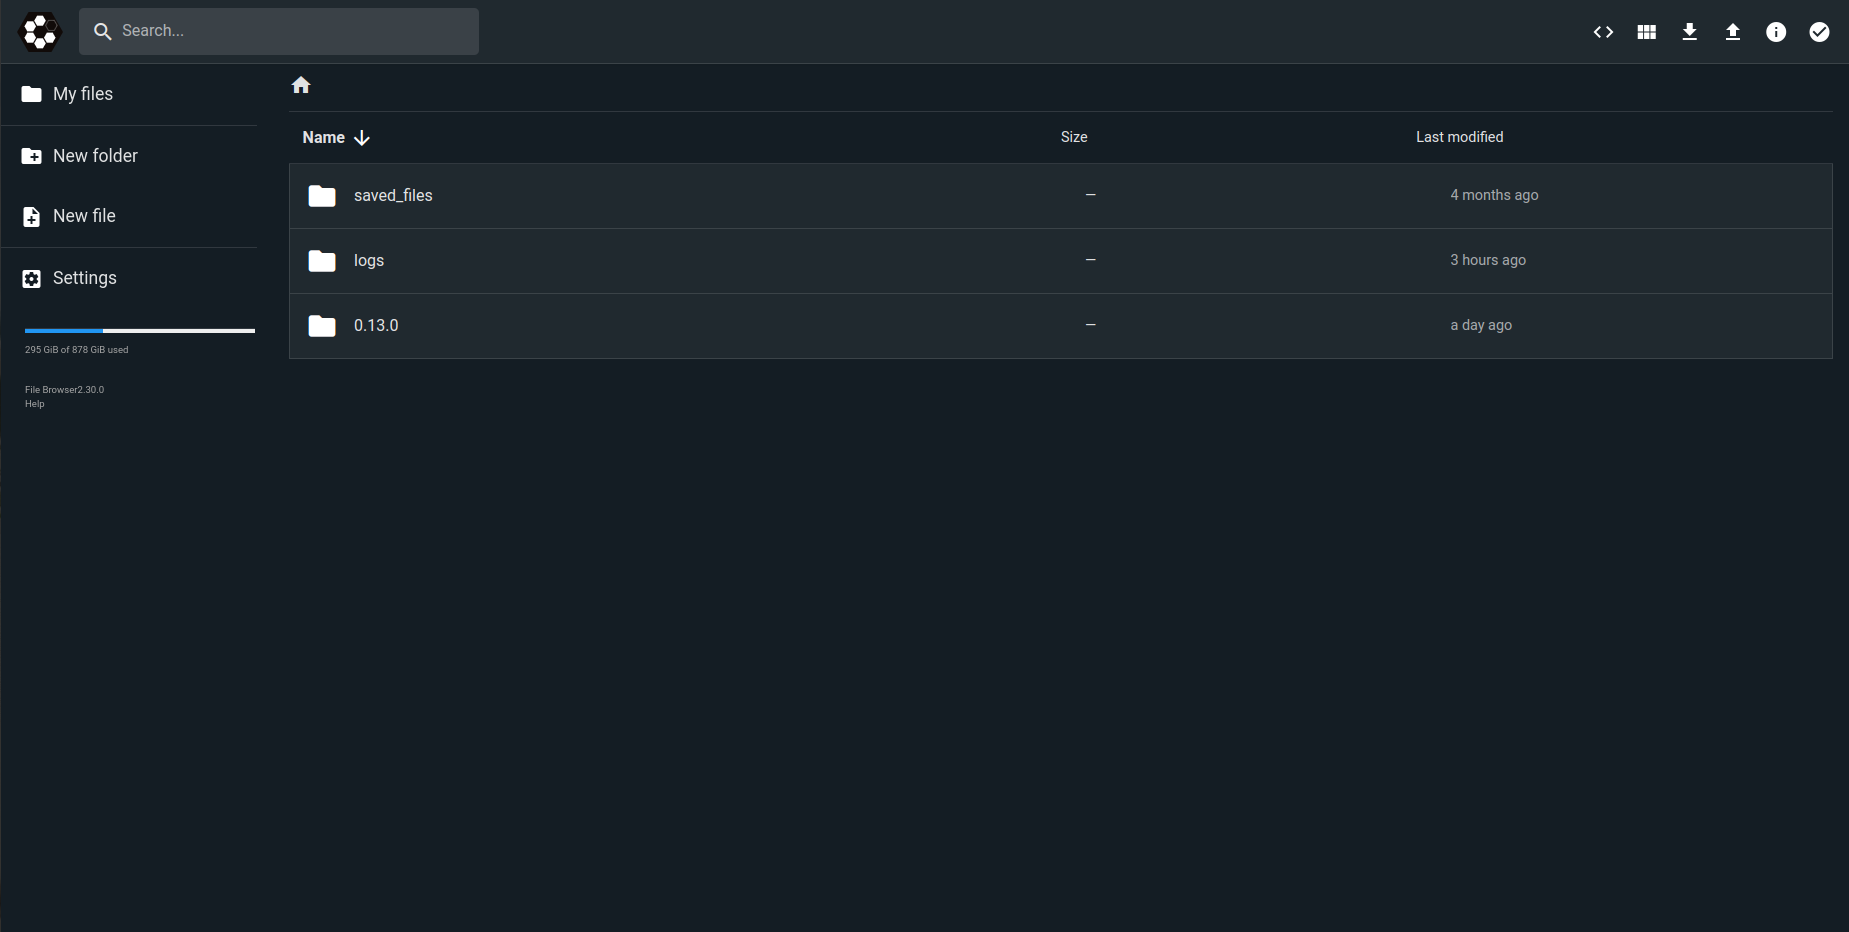 Search...
My files
New folder
New file
Settings
295 GiB of 878 GiB used
File Browser2.30.0
Help
Name Size Last modified
saved_files — 4 months ago
logs — 3 hours ago
0.13.0 — a day ago